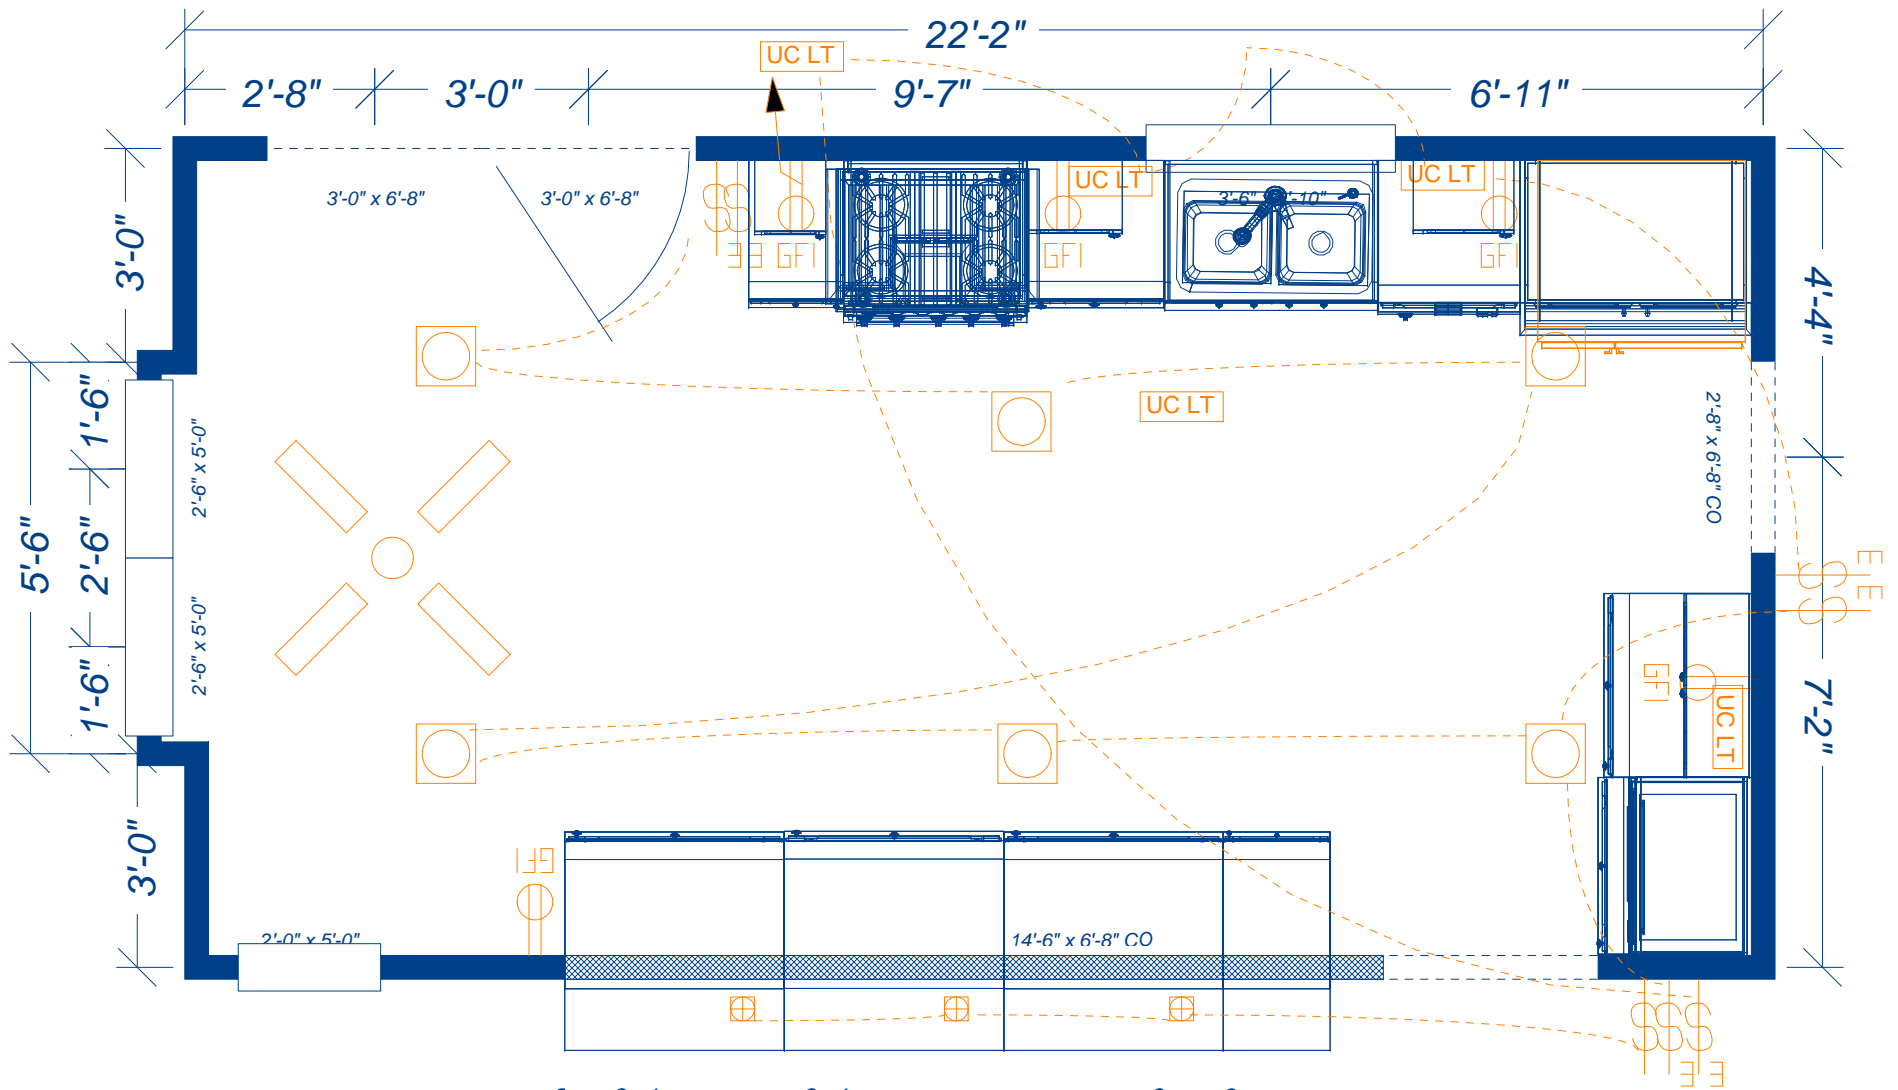 22'-2"
UC LT
2'-8" 3'-0" 9'-7" 6'-11"
UC LT UC LT
3'-0" x 6'-8" 3'-0" x 6'-8" SS
GFI GFI GFI
3'-0"
4'-4"
UC LT
1'-6"
2'-6" x 5'-0"
2'-8" x 6'-8" CO
5'-6"
2'-6"
2'-6" x 5'-0"
1'-6"
SS
E E
GFI
UC LT
7'-2"
3'-0"
GFI
2'-0" x 5'-0" 14'-6" x 6'-8" CO
SSS
E E